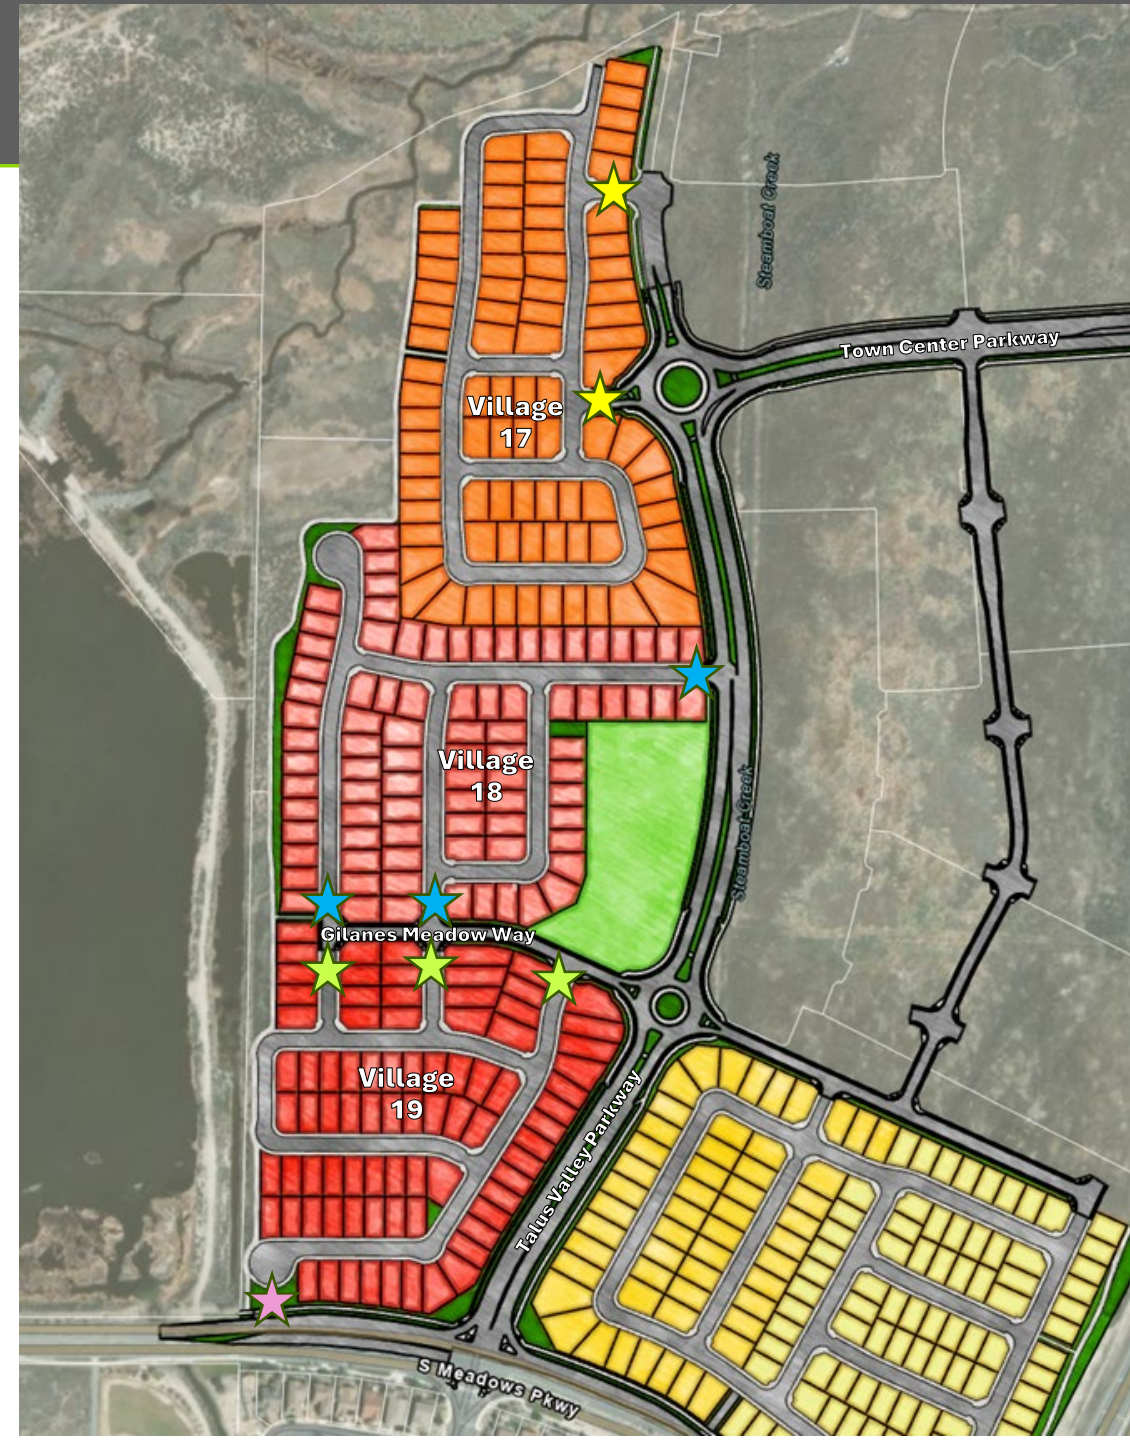 Steamboat Creek
Town Center Parkway
Village
17
Village
18
Steamboat Creek
Gilanes Meadow Way
Village
19
Talus Valley Parkway
S Meadows Pkwy